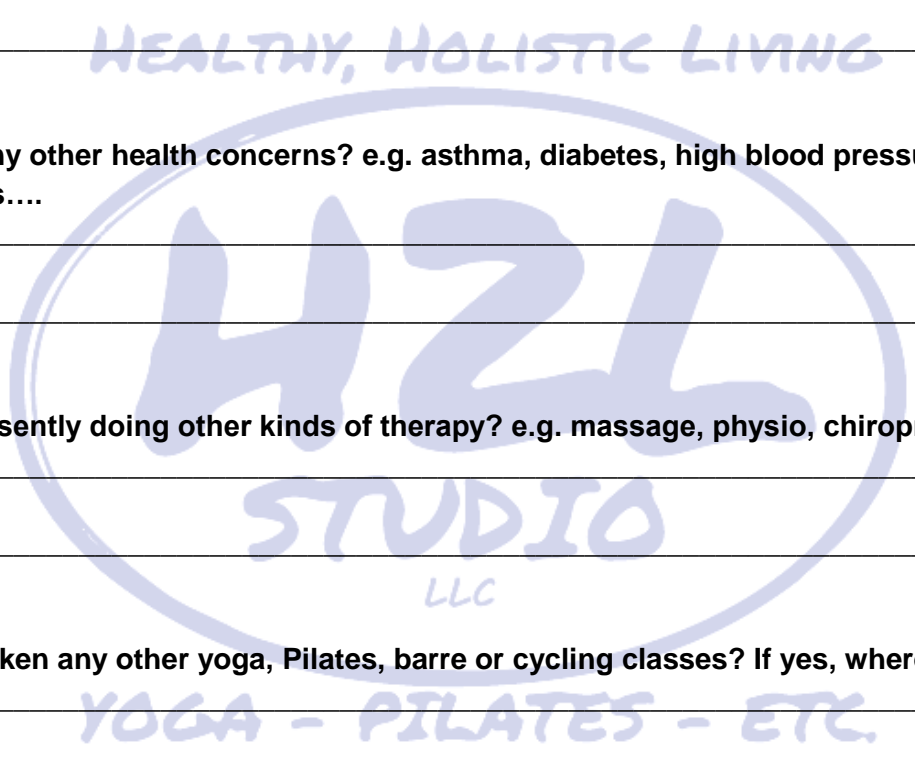 HEALTHY, HOLISTIC LIVING
ny other health concerns? e.g. asthma, diabetes, high blood pressu
s….
H2L
sently doing other kinds of therapy? e.g. massage, physio, chiropr
STUDIO
LLC
ken any other yoga, Pilates, barre or cycling classes? If yes, where
YOGA – PILATES – ETC.